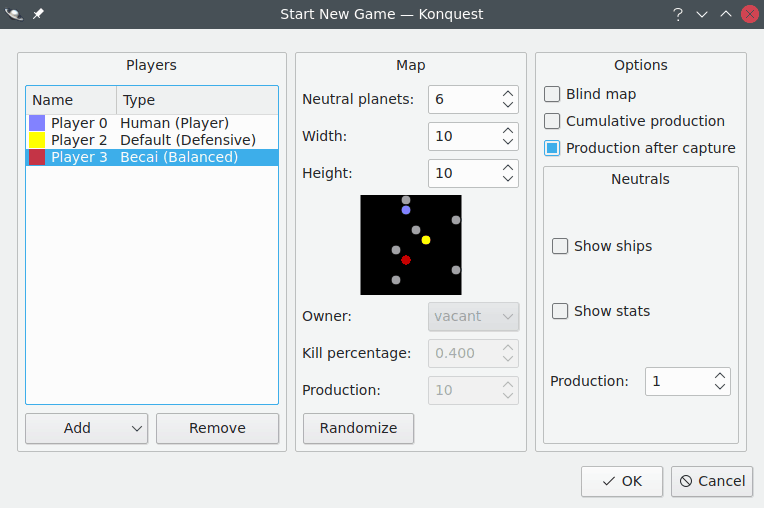 Start New Game — Konquest
Players
Name Type
Player 0 Human (Player)
Player 2 Default (Defensive)
Player 3 Becai (Balanced)
Add
Remove
Map
Neutral planets: 6
Width: 10
Height: 10
Owner: vacant
Kill percentage: 0.400
Production: 10
Randomize
Options
Blind map
Cumulative production
Production after capture
Neutrals
Show ships
Show stats
Production: 1
OK
Cancel